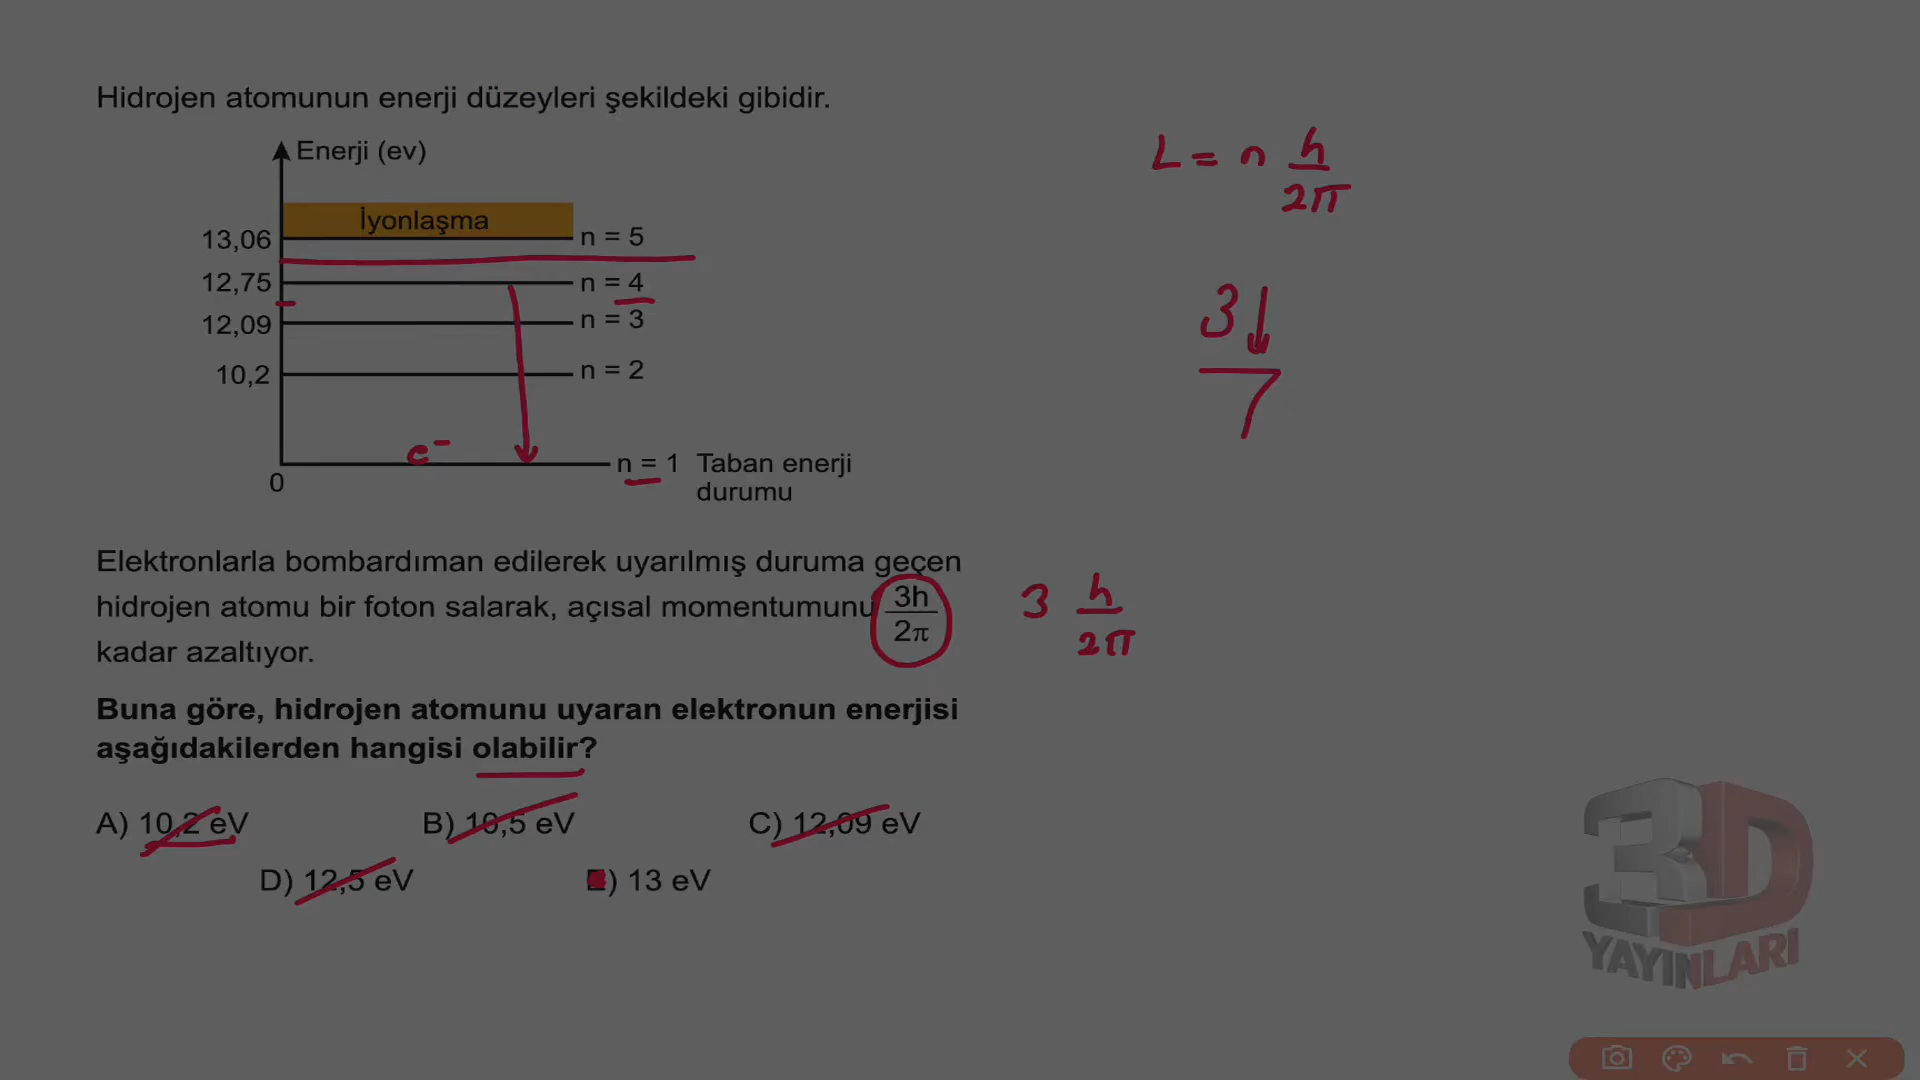 Hidrojen atomunun enerji düzeyleri şekildeki gibidir.
Enerji (ev)
İyonlaşma
13,06 n = 5
12,75 n = 4
12,09 n = 3
10,2 n = 2
e⁻
n = 1 Taban enerji
durumu
0
L = n h/2π
3↓
7
Elektronlarla bombardıman edilerek uyarılmış duruma geçen
hidrojen atomu bir foton salarak, açısal momentumunu 3h/2π
kadar azaltıyor.
3 h/2π
Buna göre, hidrojen atomunu uyaran elektronun enerjisi
aşağıdakilerden hangisi olabilir?
A) 10,2 eV B) 10,5 eV C) 12,09 eV
D) 12,5 eV E) 13 eV
3D
YAYINLARI